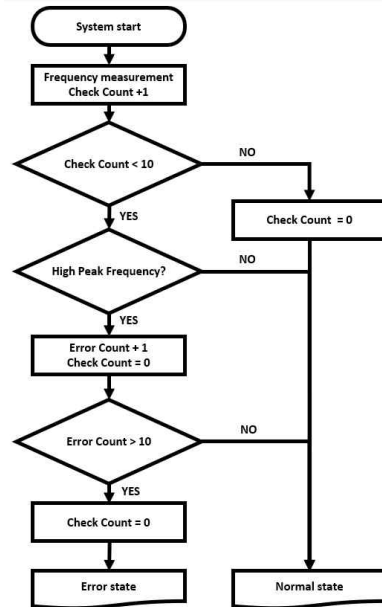 System start
Frequency measurement
Check Count +1
Check Count < 10
NO
YES
Check Count = 0
High Peak Frequency?
NO
YES
Error Count + 1
Check Count = 0
Error Count > 10
NO
YES
Check Count = 0
Error state
Normal state